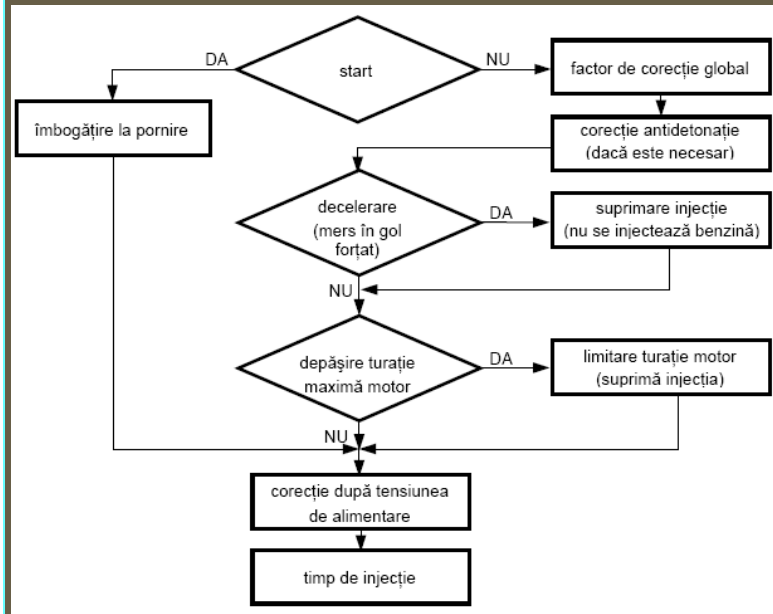 DA
start
NU
factor de corecție global
îmbogățire la pornire
corecție antidetonație
(dacă este necesar)
decelerare
(mers în gol
forțat)
DA
suprimare injecție
(nu se injectează benzină)
NU
depăşire turație
maximă motor
DA
limitare turație motor
(suprimă injecția)
NU
corecție după tensiunea
de alimentare
timp de injecție